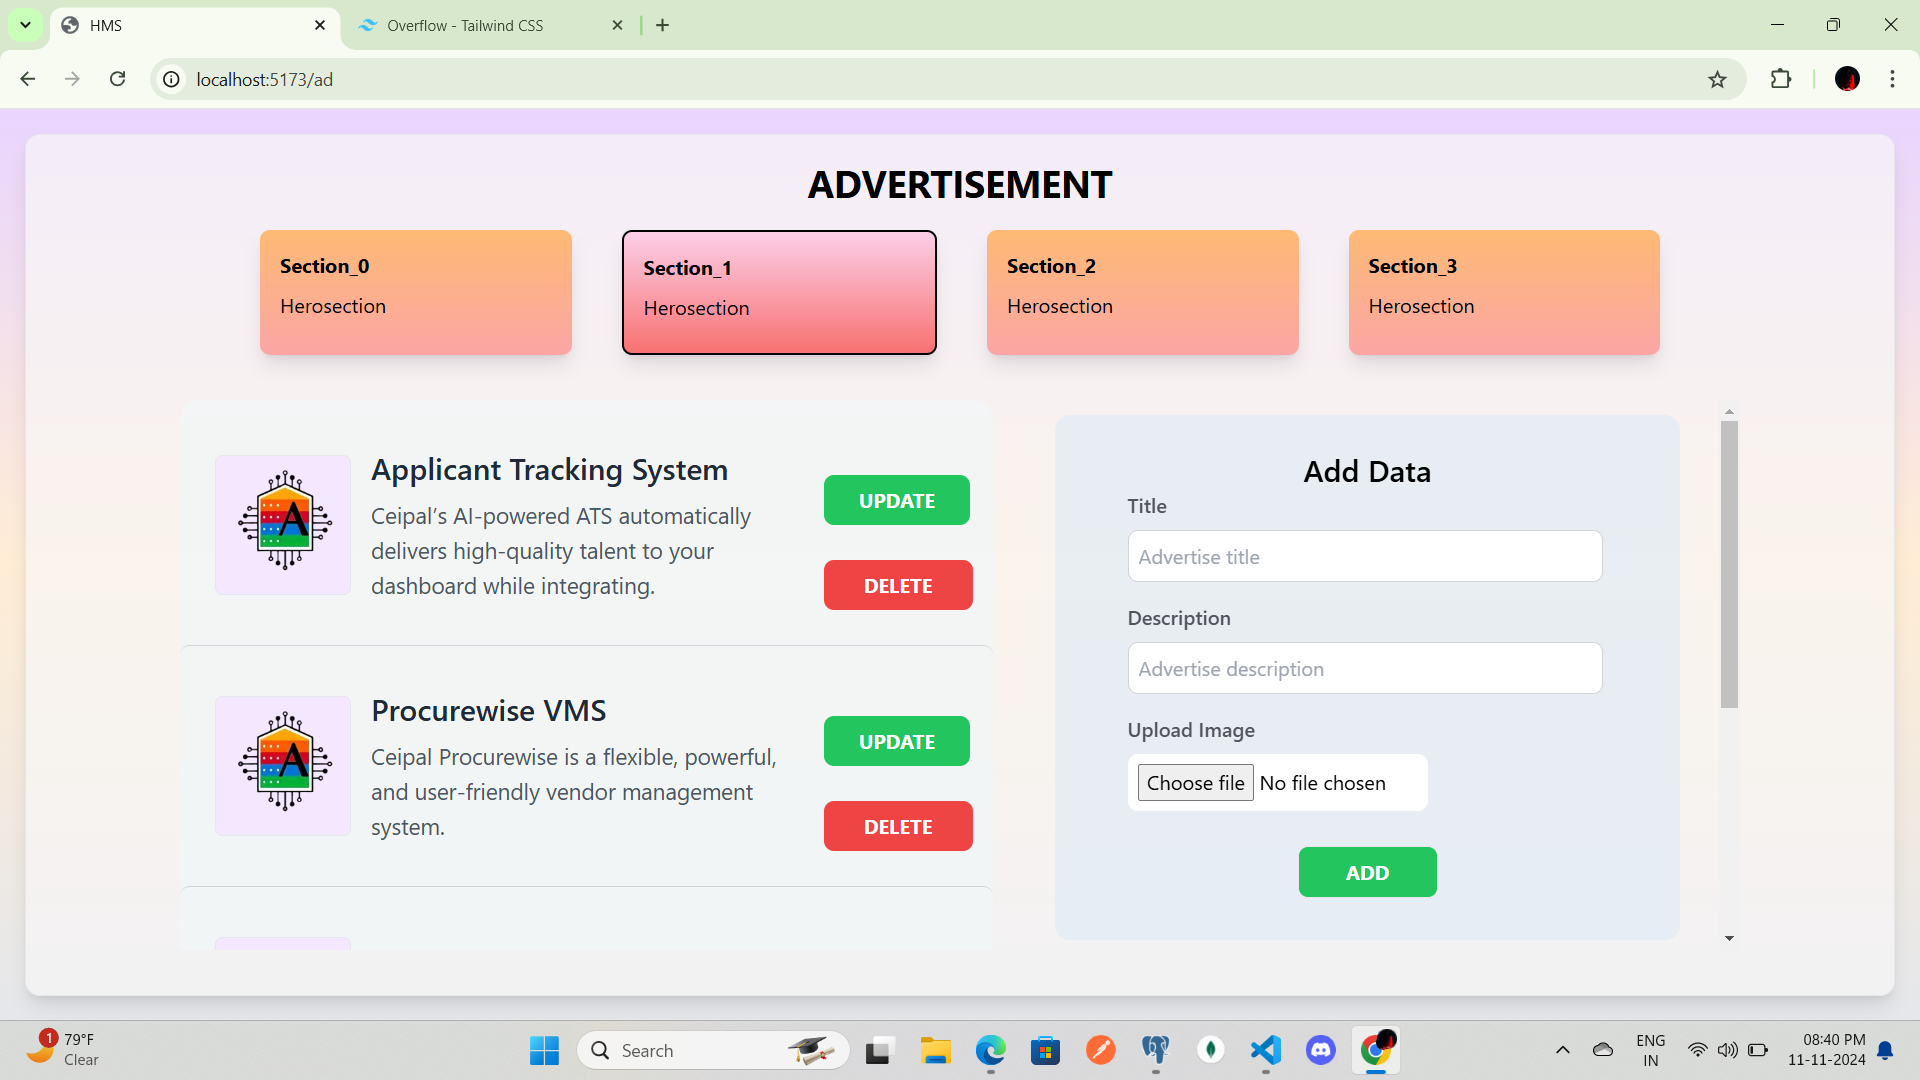 HMS
Overflow - Tailwind CSS
localhost:5173/ad
ADVERTISEMENT
Section_0
Herosection
Section_1
Herosection
Section_2
Herosection
Section_3
Herosection
A
Applicant Tracking System
Ceipal’s AI-powered ATS automatically
delivers high-quality talent to your
dashboard while integrating.
UPDATE
DELETE
A
Procurewise VMS
Ceipal Procurewise is a flexible, powerful,
and user-friendly vendor management
system.
UPDATE
DELETE
Add Data
Title
Advertise title
Description
Advertise description
Upload Image
Choose file No file chosen
ADD
1
79°F
Clear
Search
ENG
IN
08:40 PM
11-11-2024